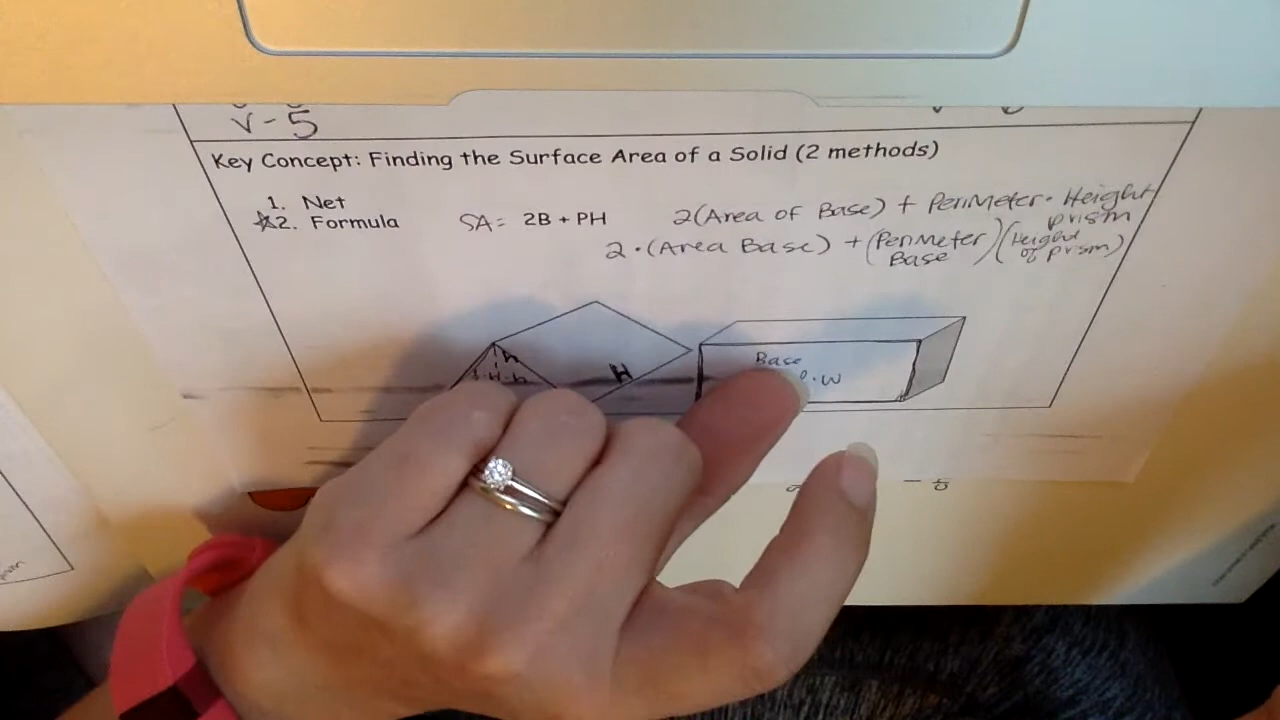 V - 5
Key Concept: Finding the Surface Area of a Solid (2 methods)
1. Net
☆2. Formula SA= 2B + PH 2(Area of Base) + Perimeter · Height
prism
2 · (Area Base) + (Perimeter Base)(Height of prism)
h
H
Base
· w